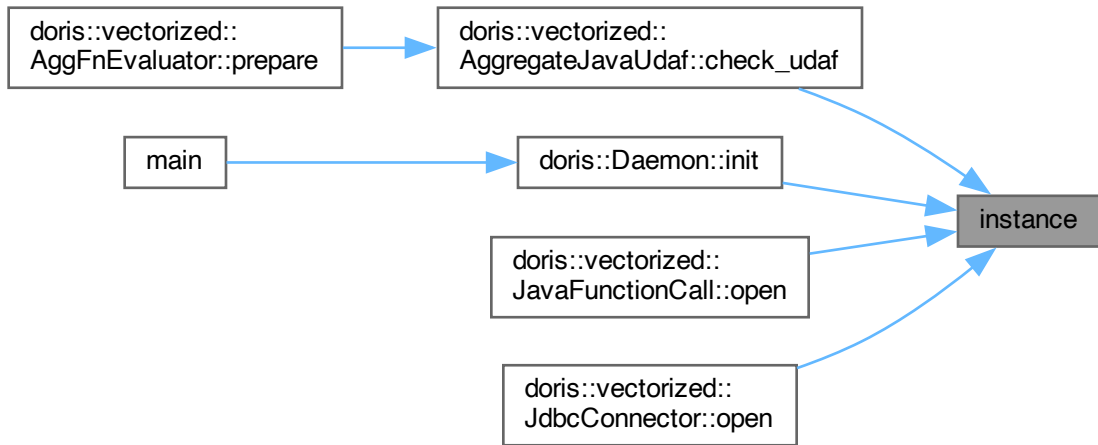 doris::vectorized::
AggFnEvaluator::prepare
doris::vectorized::
AggregateJavaUdaf::check_udaf
main
doris::Daemon::init
instance
doris::vectorized::
JavaFunctionCall::open
doris::vectorized::
JdbcConnector::open